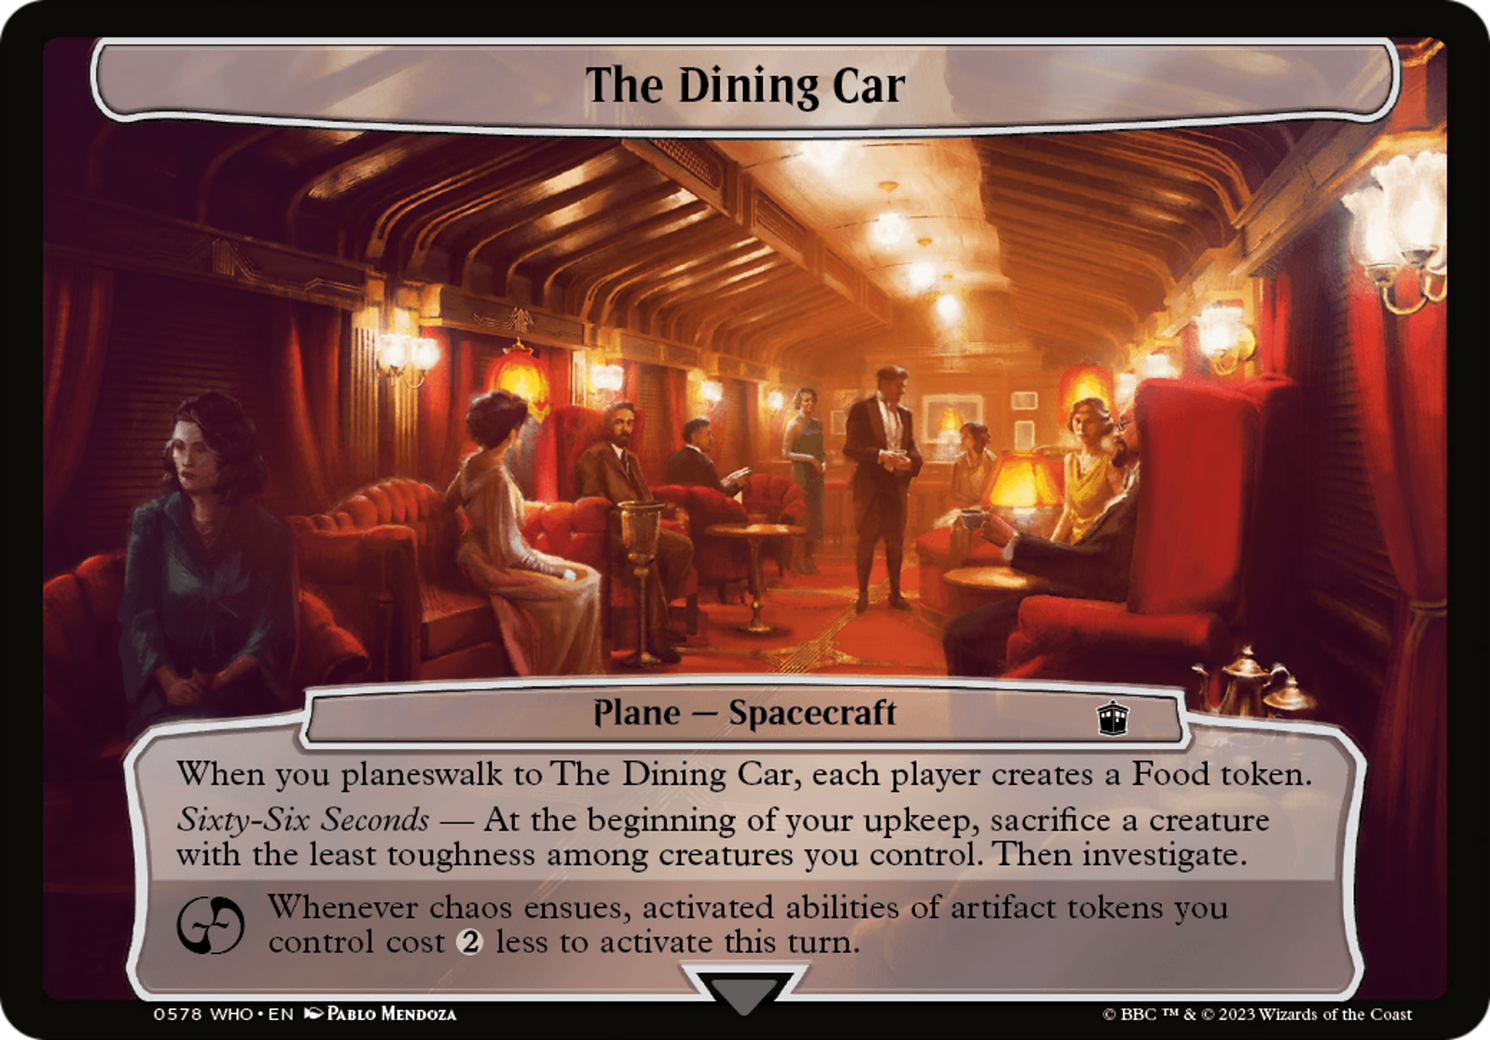 The Dining Car
Plane — Spacecraft
When you planeswalk to The Dining Car, each player creates a Food token.
Sixty-Six Seconds — At the beginning of your upkeep, sacrifice a creature
with the least toughness among creatures you control. Then investigate.
Whenever chaos ensues, activated abilities of artifact tokens you
control cost 2 less to activate this turn.
0578 WHO • EN Pablo Mendoza
© BBC ™ & © 2023 Wizards of the Coast